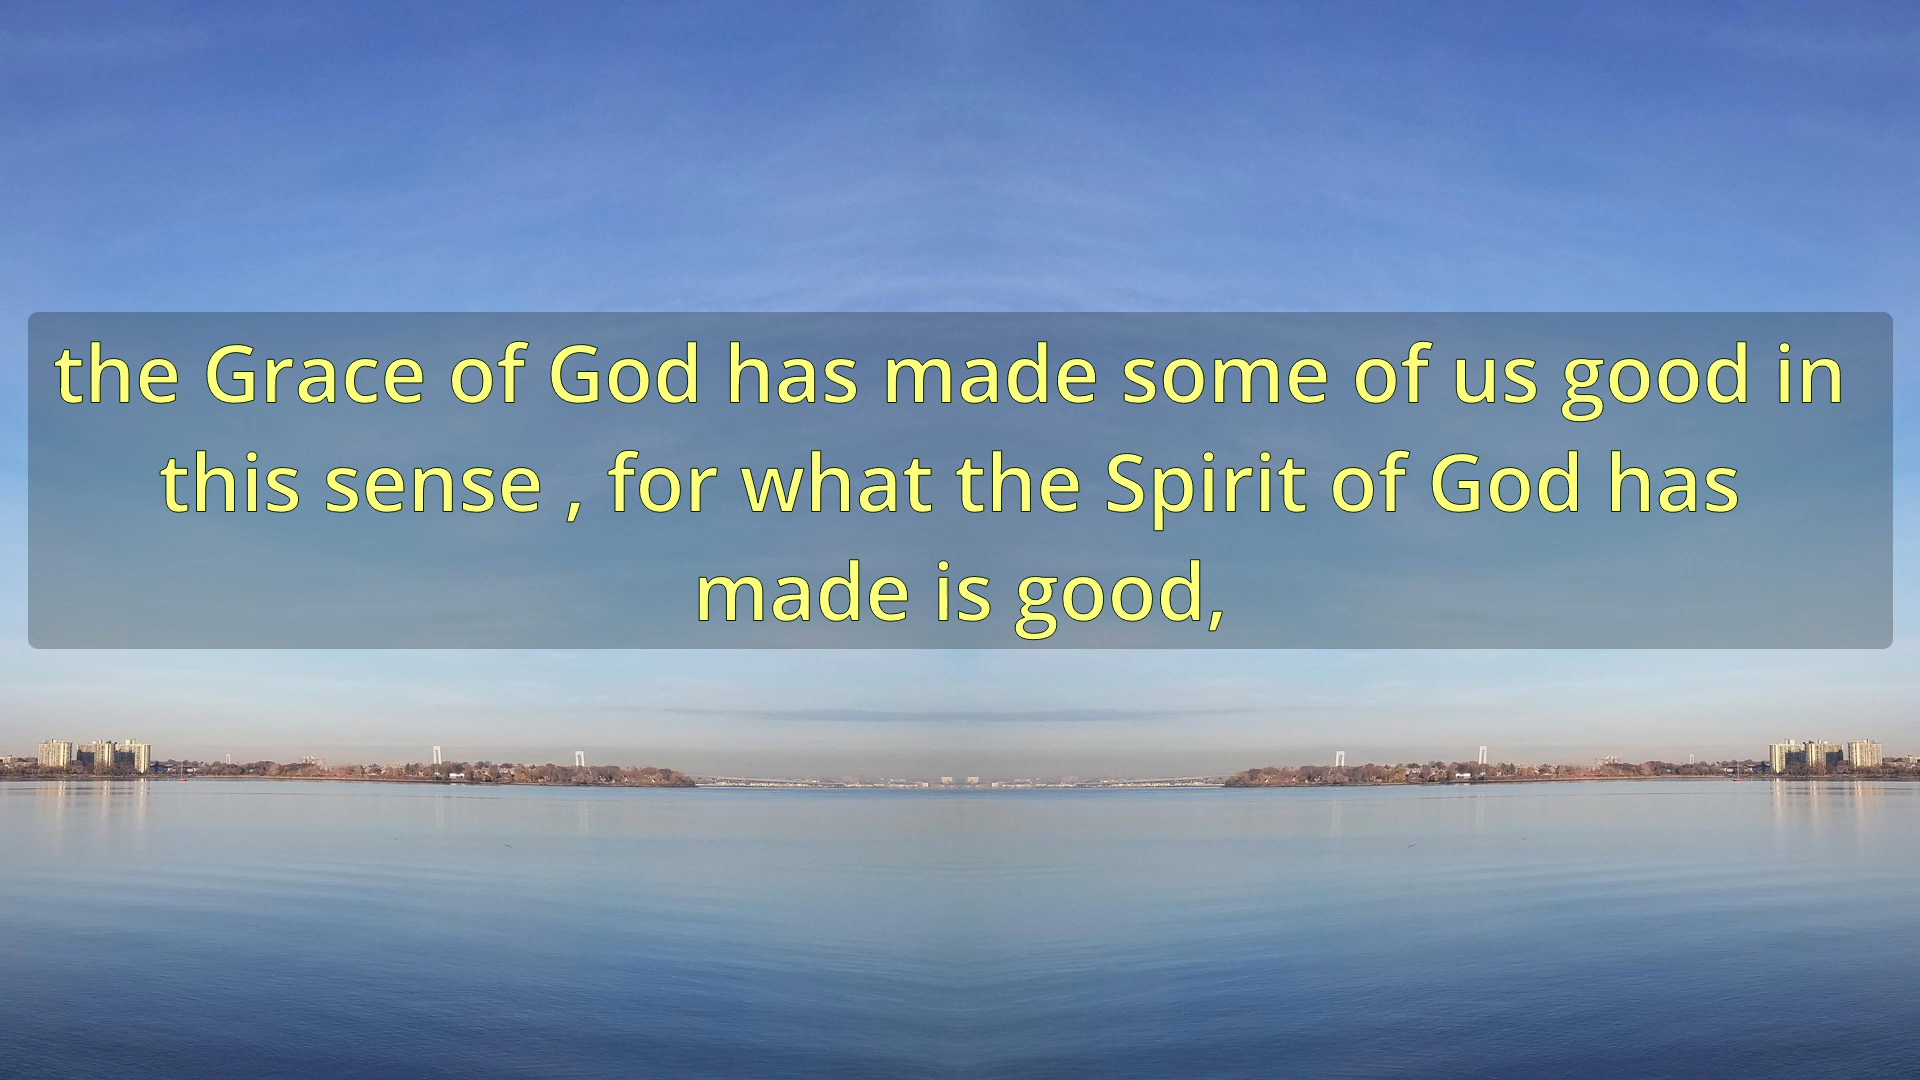 the Grace of God has made some of us good in
this sense , for what the Spirit of God has
made is good,